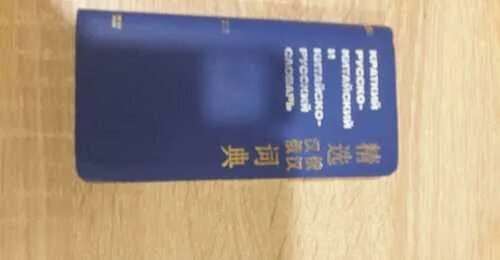 КРАТКИЙ
РУССКО-
КИТАЙСКИЙ
И
КИТАЙСКО-
РУССКИЙ
СЛОВАРЬ
精选
俄汉
汉俄
词典